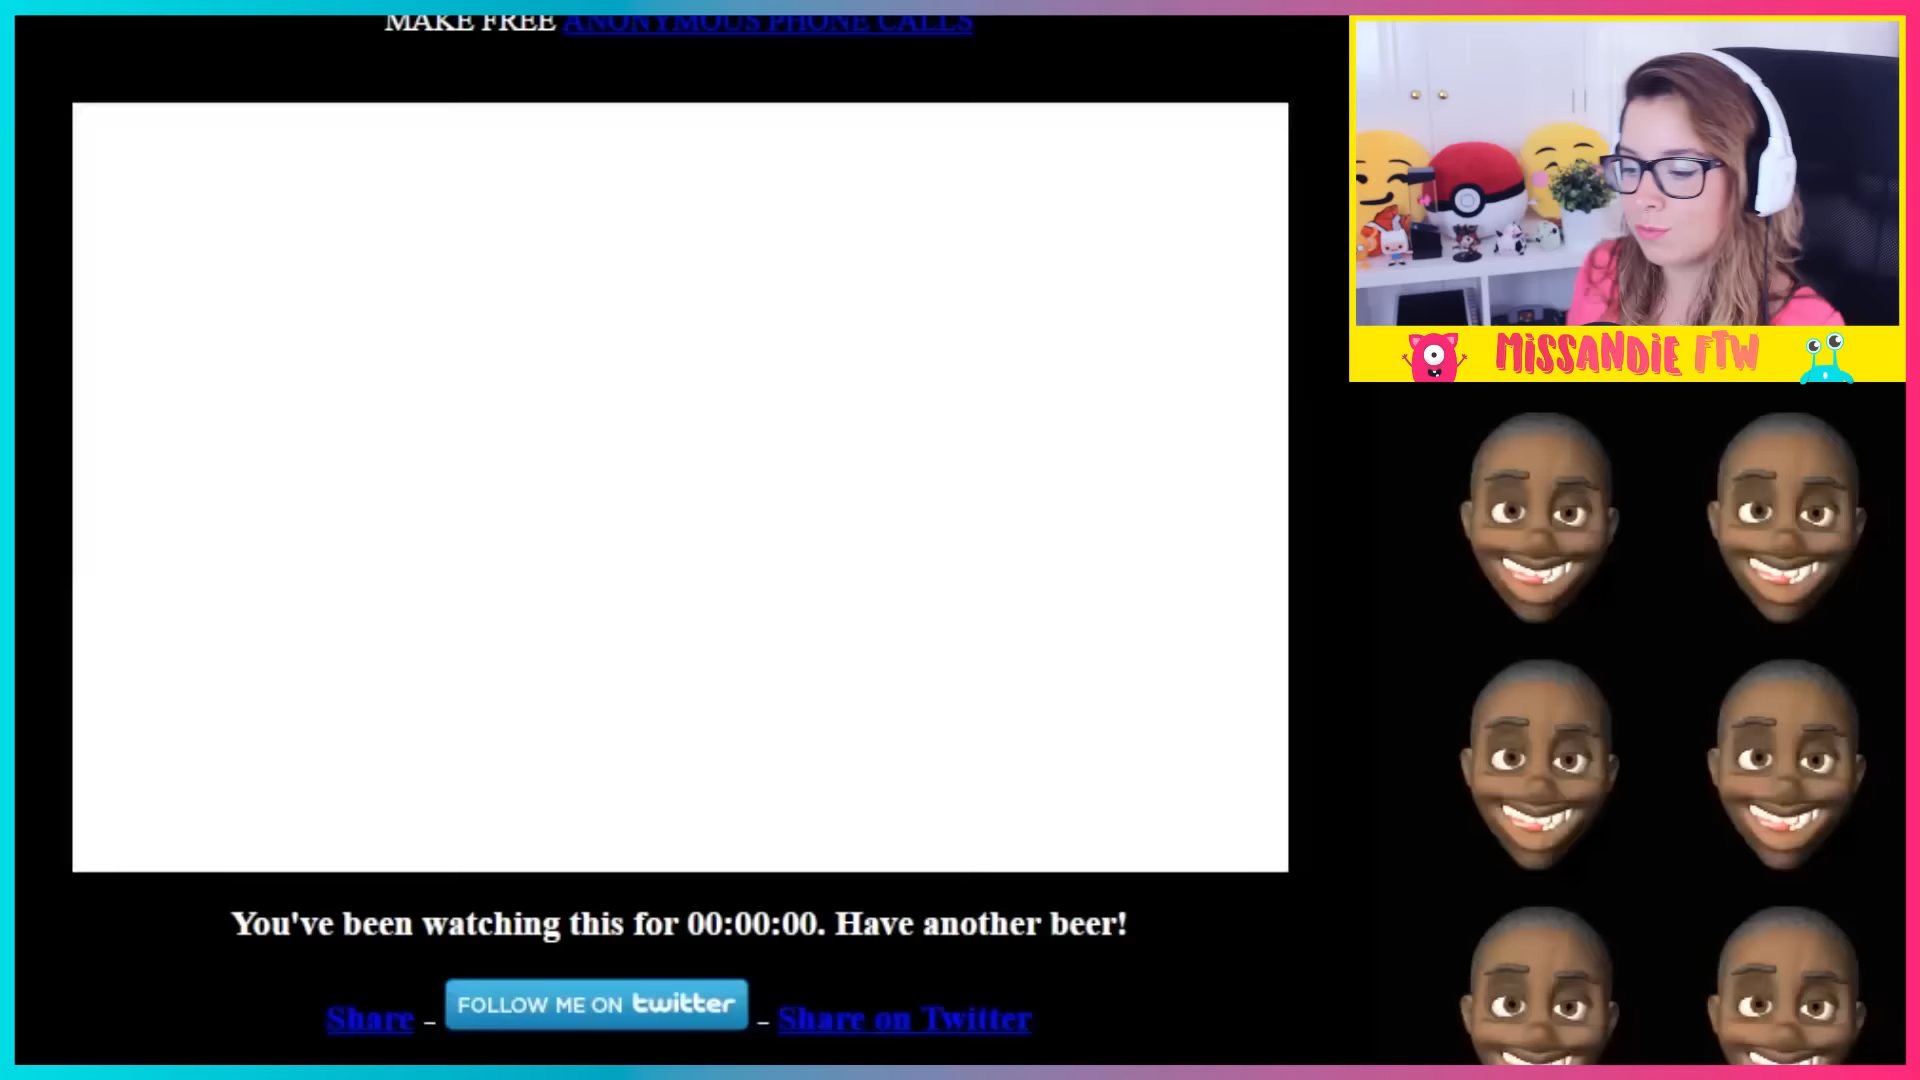 MAKE FREE ANONYMOUS PHONE CALLS
MISSANDIE FTW
You've been watching this for 00:00:00. Have another beer!
Share - FOLLOW ME ON twitter - Share on Twitter